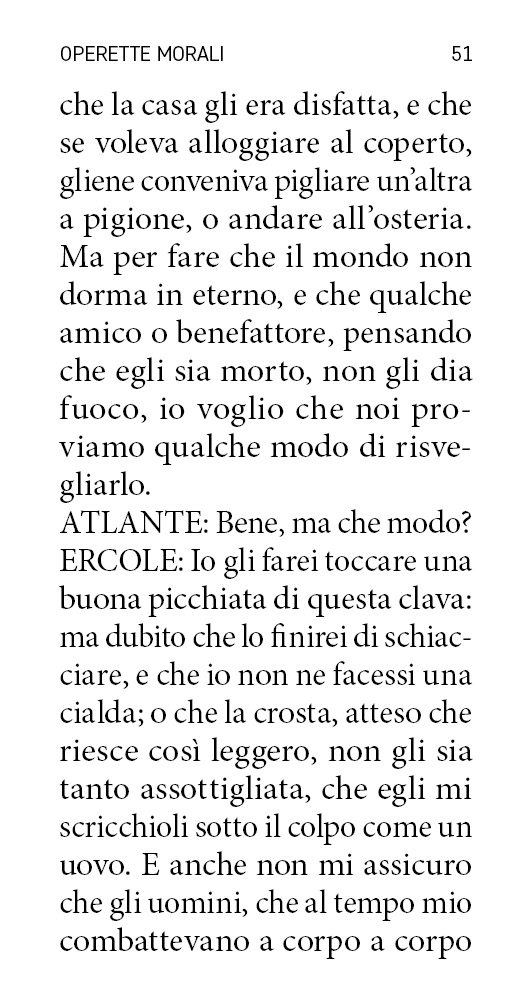 OPERETTE MORALI 51
che la casa gli era disfatta, e che
se voleva alloggiare al coperto,
gliene conveniva pigliare un’altra
a pigione, o andare all’osteria.
Ma per fare che il mondo non
dorma in eterno, e che qualche
amico o benefattore, pensando
che egli sia morto, non gli dia
fuoco, io voglio che noi pro-
viamo qualche modo di risve-
gliarlo.
ATLANTE: Bene, ma che modo?
ERCOLE: Io gli farei toccare una
buona picchiata di questa clava:
ma dubito che lo finirei di schiac-
ciare, e che io non ne facessi una
cialda; o che la crosta, atteso che
riesce così leggero, non gli sia
tanto assottigliata, che egli mi
scricchioli sotto il colpo come un
uovo. E anche non mi assicuro
che gli uomini, che al tempo mio
combattevano a corpo a corpo